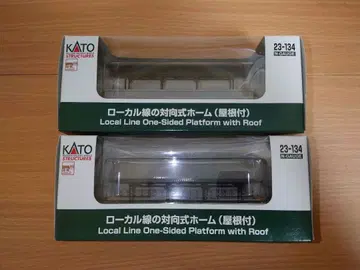 KATO
STRUCTURES
23-134
N-GAUGE
ローカル線の対向式ホーム(屋根付)
Local Line One-Sided Platform with Roof
KATO
STRUCTURES
23-134
N-GAUGE
ローカル線の対向式ホーム(屋根付)
Local Line One-Sided Platform with Roof